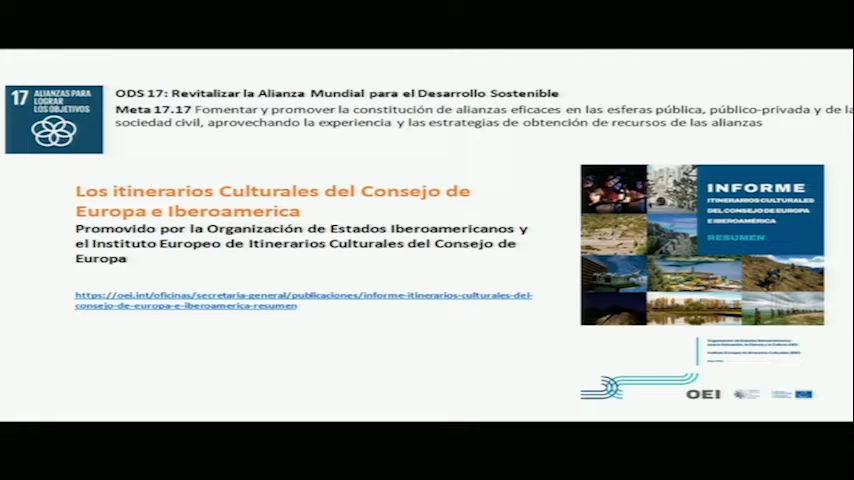 17 ALIANZAS PARA
LOGRAR
LOS OBJETIVOS
ODS 17: Revitalizar la Alianza Mundial para el Desarrollo Sostenible
Meta 17.17 Fomentar y promover la constitución de alianzas eficaces en las esferas pública, público-privada y de la
sociedad civil, aprovechando la experiencia y las estrategias de obtención de recursos de las alianzas
Los itinerarios Culturales del Consejo de
Europa e Iberoamerica
Promovido por la Organización de Estados Iberoamericanos y
el Instituto Europeo de Itinerarios Culturales del Consejo de
Europa
https://oei.int/oficinas/secretaria-general/publicaciones/informe-itinerarios-culturales-del-
consejo-de-europa-e-iberoamerica-resumen
INFORME
ITINERARIOS CULTURALES
DEL CONSEJO DE EUROPA
E IBEROAMÉRICA
RESUMEN
OEI